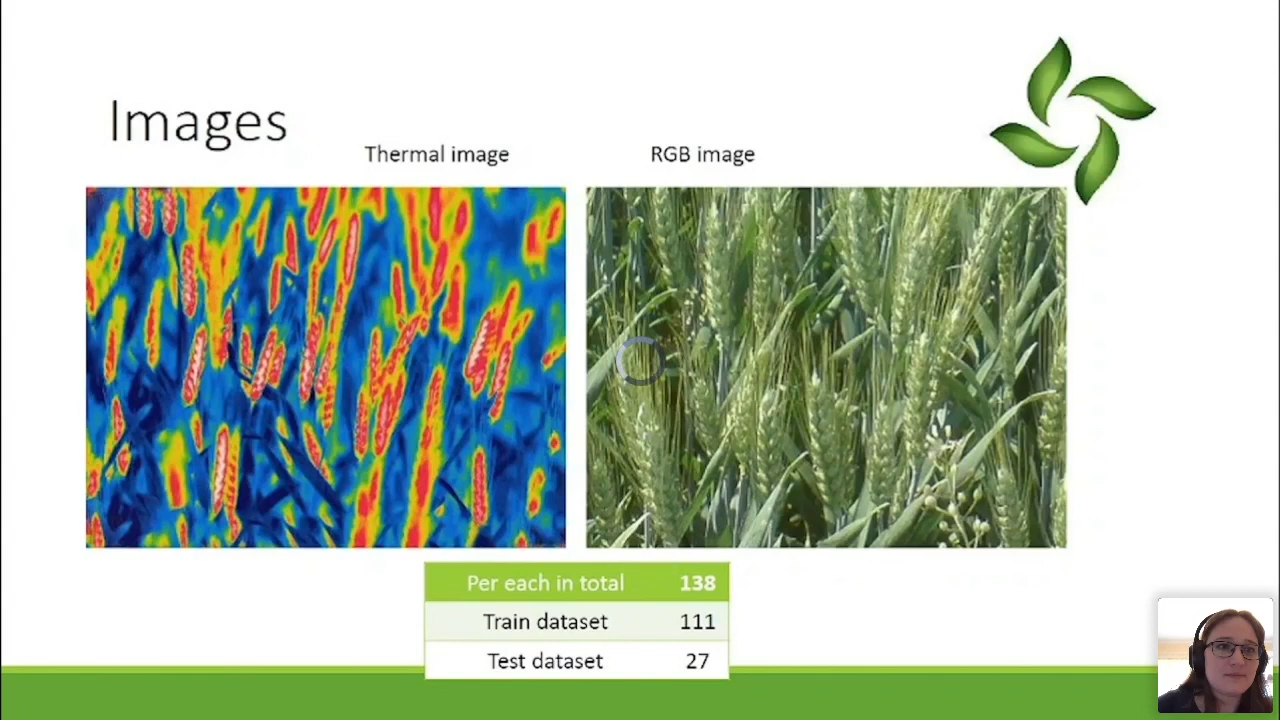 Images
Thermal image
RGB image
Per each in total 138
Train dataset 111
Test dataset 27